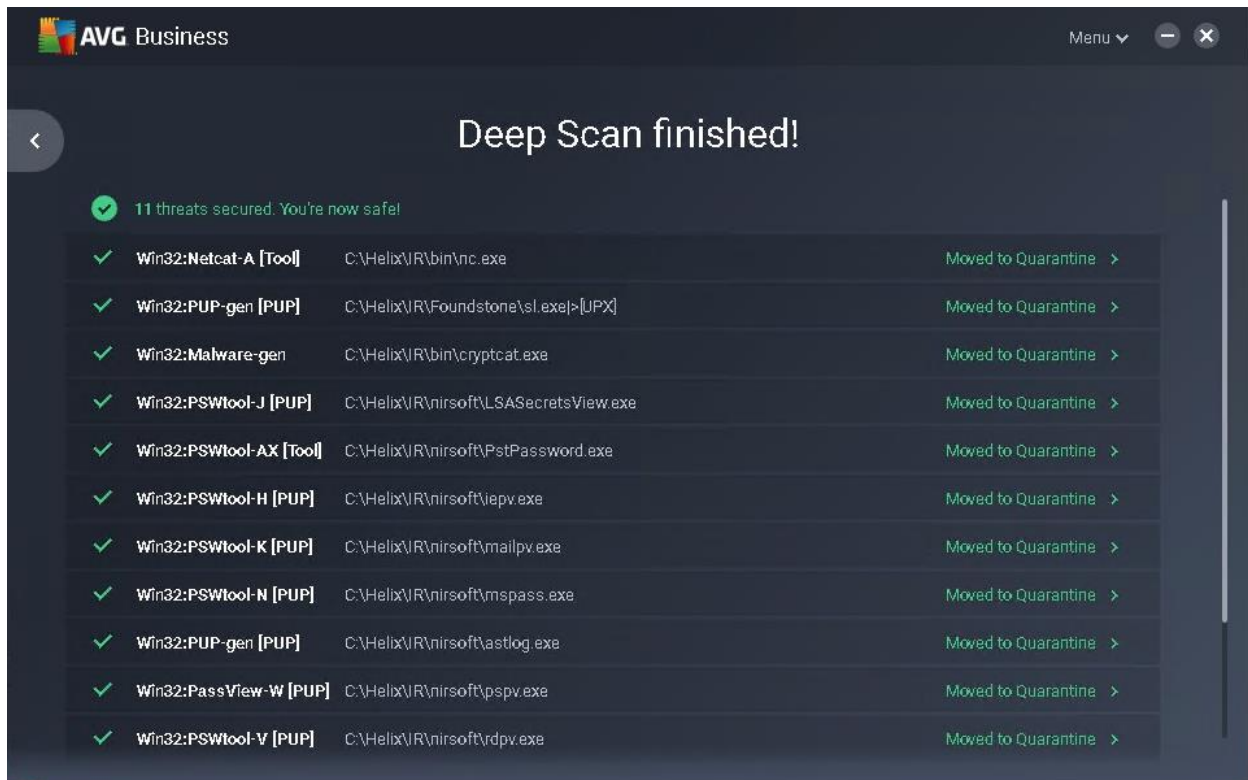 AVG Business
Menu
Deep Scan finished!
11 threats secured. You're now safe!
Win32:Netcat-A [Tool] C:\Helix\IR\bin\nc.exe Moved to Quarantine
Win32:PUP-gen [PUP] C:\Helix\IR\Foundstone\sl.exe|>[UPX] Moved to Quarantine
Win32:Malware-gen C:\Helix\IR\bin\cryptcat.exe Moved to Quarantine
Win32:PSWtool-J [PUP] C:\Helix\IR\nirsoft\LSASecretsView.exe Moved to Quarantine
Win32:PSWtool-AX [Tool] C:\Helix\IR\nirsoft\PstPassword.exe Moved to Quarantine
Win32:PSWtool-H [PUP] C:\Helix\IR\nirsoft\iepv.exe Moved to Quarantine
Win32:PSWtool-K [PUP] C:\Helix\IR\nirsoft\mailpv.exe Moved to Quarantine
Win32:PSWtool-N [PUP] C:\Helix\IR\nirsoft\mspass.exe Moved to Quarantine
Win32:PUP-gen [PUP] C:\Helix\IR\nirsoft\astlog.exe Moved to Quarantine
Win32:PassView-W [PUP] C:\Helix\IR\nirsoft\pspv.exe Moved to Quarantine
Win32:PSWtool-V [PUP] C:\Helix\IR\nirsoft\rdpv.exe Moved to Quarantine